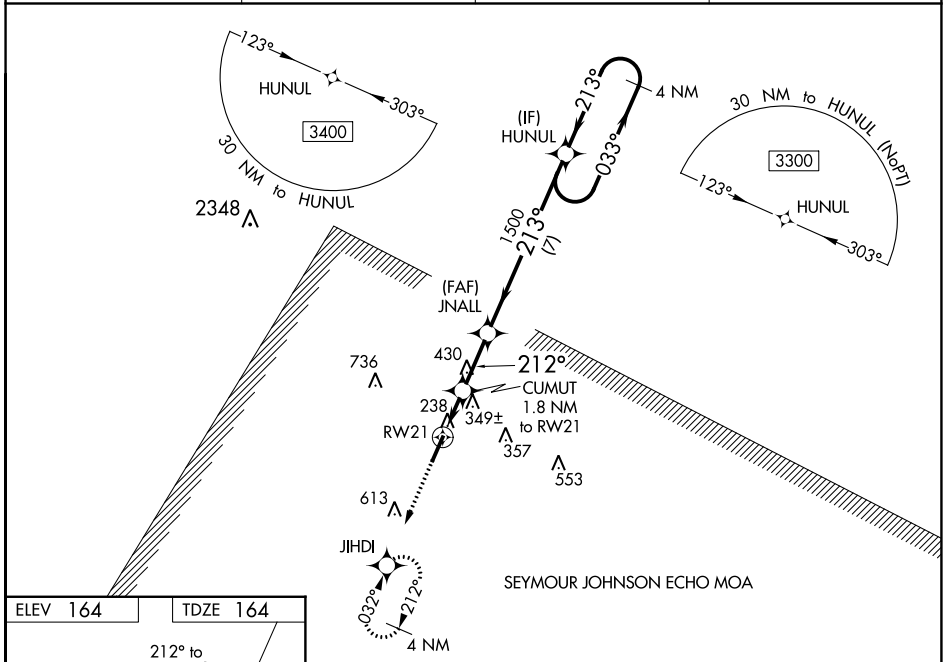 123°
HUNUL
303°
3400
30 NM to HUNUL
2348
213°
4 NM
(IF)
HUNUL
033°
30 NM to HUNUL (NoPT)
3300
123°
HUNUL
303°
1500
213°
(7)
(FAF)
JNALL
736
430
212°
CUMUT
1.8 NM
to RW21
238
349±
RW21
357
553
613
JIHDI
SEYMOUR JOHNSON ECHO MOA
032°
212°
4 NM
ELEV 164
TDZE 164
212° to